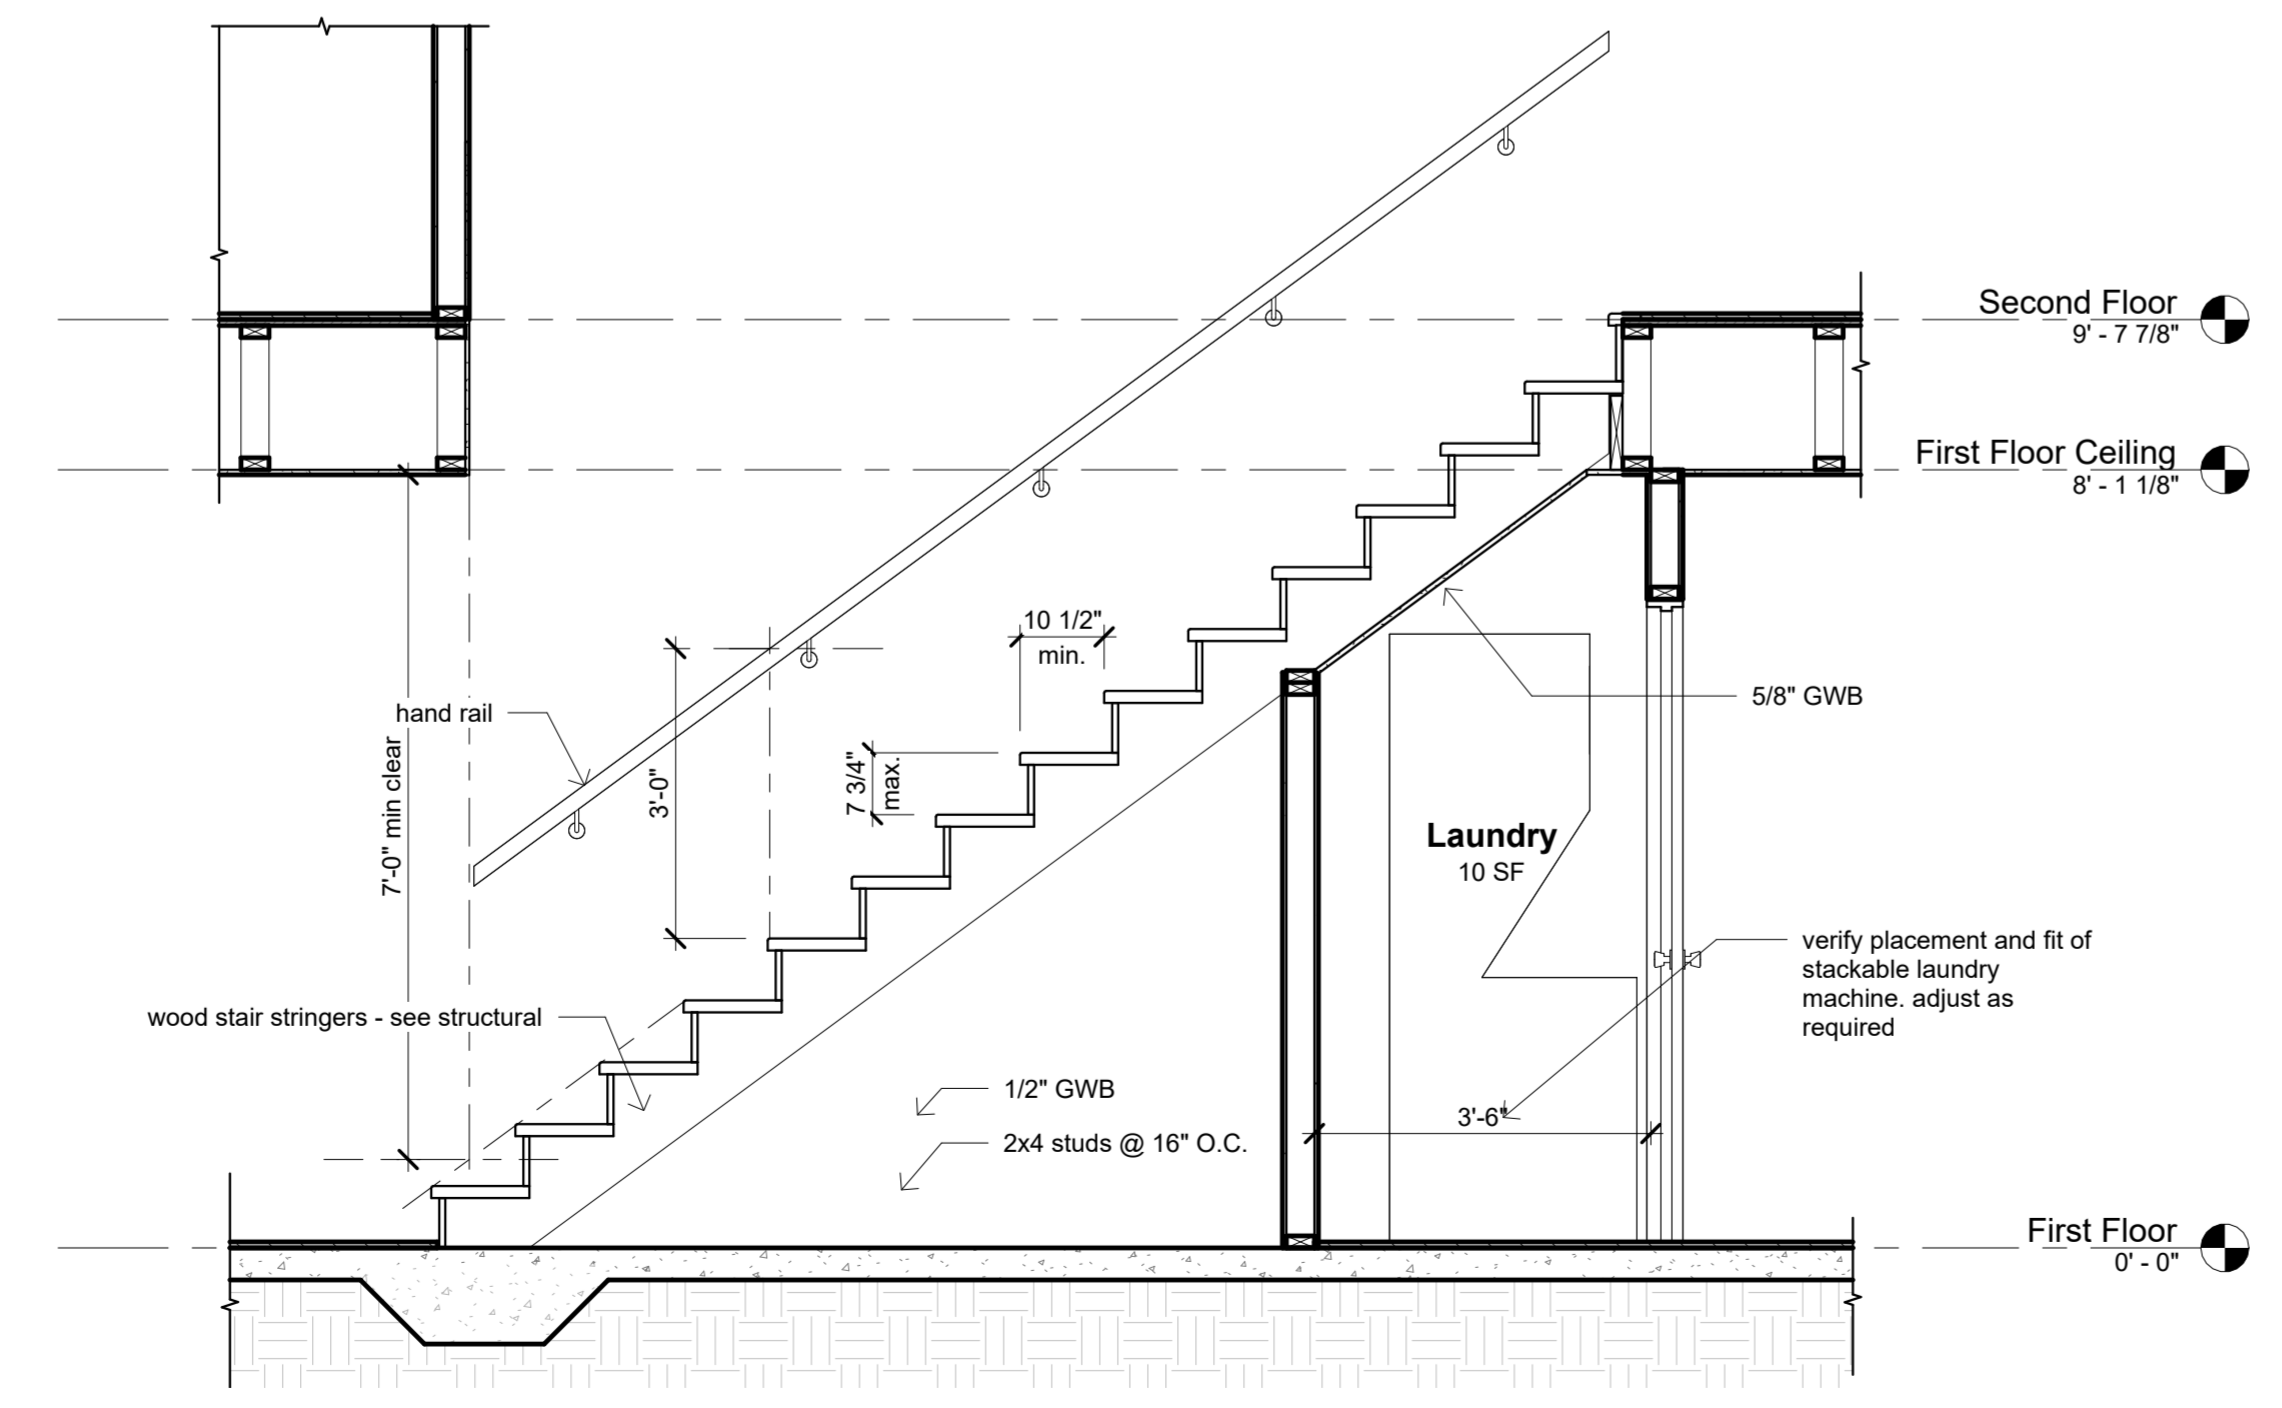 Second Floor
9' - 7 7/8"
First Floor Ceiling
8' - 1 1/8"
10 1/2"
min.
5/8" GWB
hand rail
7'-0" min clear
3'-0"
7 3/4"
max.
Laundry
10 SF
verify placement and fit of
stackable laundry
machine. adjust as
required
wood stair stringers - see structural
1/2" GWB
3'-6"
2x4 studs @ 16" O.C.
First Floor
0' - 0"